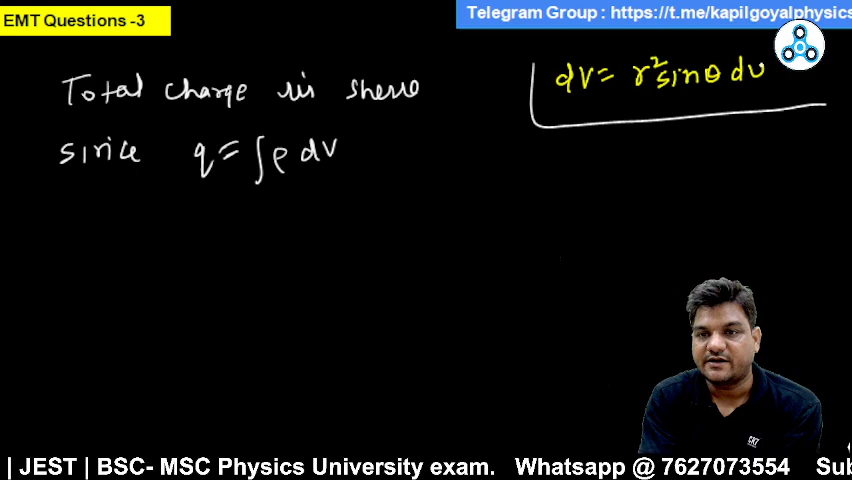 EMT Questions -3
Telegram Group : https://t.me/kapilgoyalphysics
dv = r² sinθ dv
Total charge in
since q = ∫ρ dv
| JEST | BSC- MSC Physics University exam. Whatsapp @ 7627073554 Sub